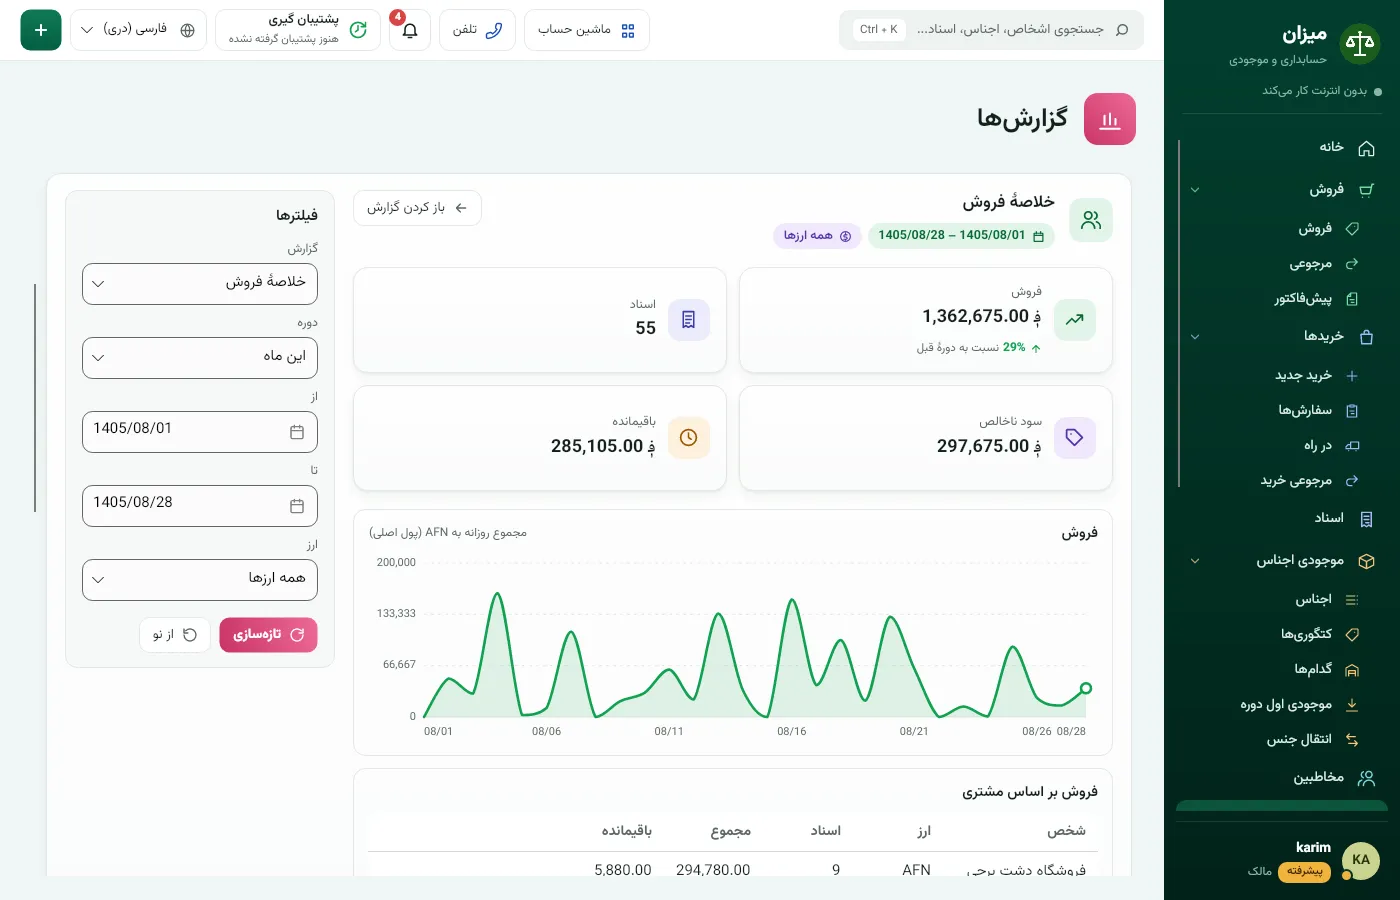 میزان
حسابداری و موجودی
بدون انترنت کار می‌کند
خانه
فروش
فروش
مرجوعی
پیش‌فاکتور
خریدها
خرید جدید
سفارش‌ها
در راه
مرجوعی خرید
اسناد
موجودی اجناس
اجناس
کتگوری‌ها
گدام‌ها
موجودی اول دوره
انتقال جنس
مخاطبین
karim
KA
پیشرفته
مالک
جستجوی اشخاص، اجناس، اسناد...
Ctrl + K
ماشین حساب
تلفن
4
پشتیبان گیری
هنوز پشتیبان گرفته نشده
فارسی (دری)
گزارش‌ها
خلاصهٔ فروش
1405/08/28 – 1405/08/01
همه ارزها
باز کردن گزارش
فروش
؋ 1,362,675.00
29% نسبت به دورهٔ قبل
اسناد
55
سود ناخالص
؋ 297,675.00
باقیمانده
؋ 285,105.00
فروش
مجموع روزانه به AFN (پول اصلی)
200,000
133,333
66,667
0
08/01 08/06 08/11 08/16 08/21 08/26 08/28
فروش بر اساس مشتری
شخص ارز اسناد مجموع باقیمانده
فروشگاه دشت برچی AFN 9 294,780.00 5,880.00
فیلترها
گزارش
خلاصهٔ فروش
دوره
این ماه
از
1405/08/01
تا
1405/08/28
ارز
همه ارزها
تازه‌سازی
از نو